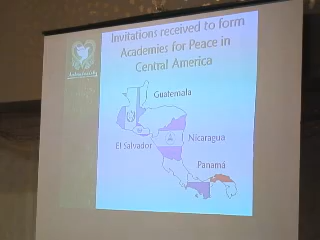 Invitations received to form
Academies for Peace in
Central America
Guatemala
El Salvador
Nicaragua
Panamá